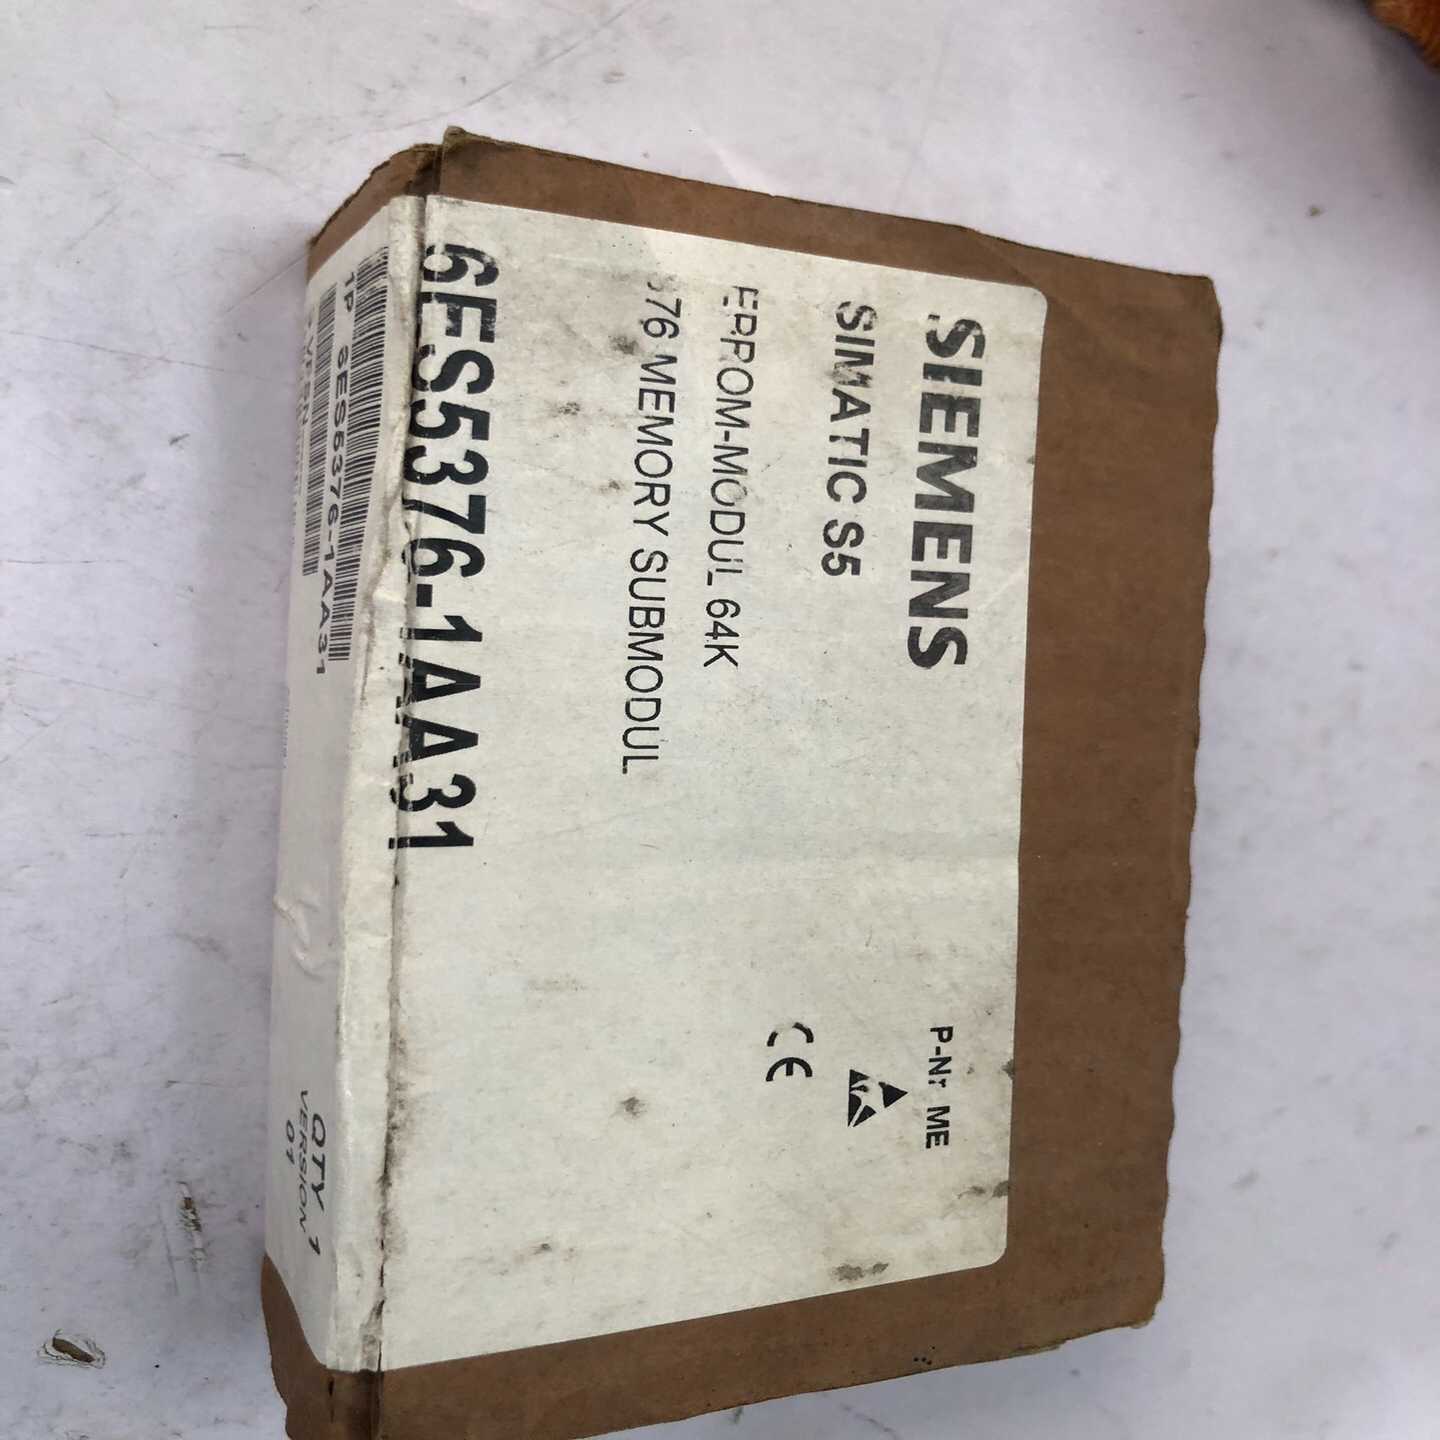 SIEMENS
SIMATIC S5
EPROM-MODUL 64K
376 MEMORY SUBMODUL
6ES5376-1AA31
P-Nr ME
CE
1P 6ES5376-1AA31
QTY 1
VERSION
01